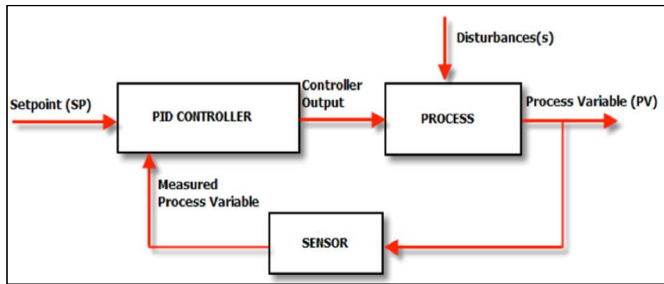 Disturbances(s)
Setpoint (SP)
PID CONTROLLER
Controller
Output
PROCESS
Process Variable (PV)
Measured
Process Variable
SENSOR